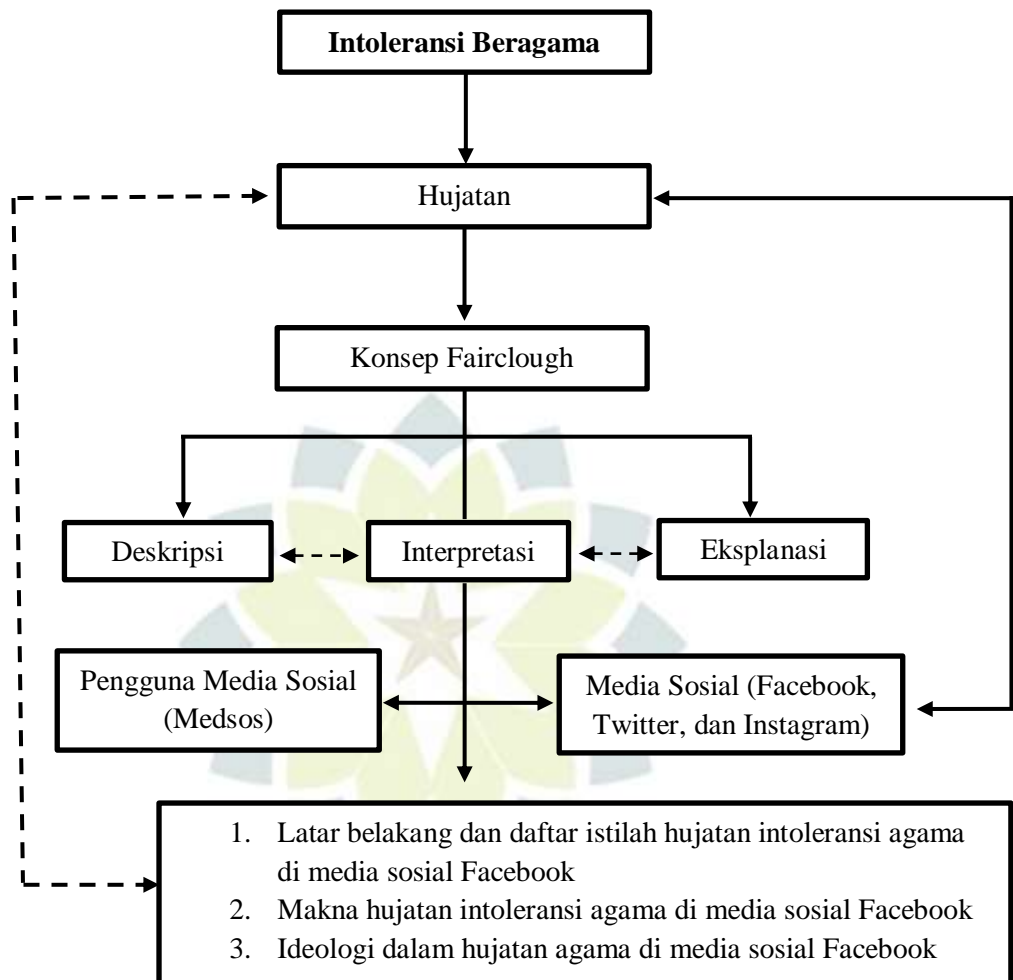 Intoleransi Beragama
Hujatan
Konsep Fairclough
Deskripsi
Interpretasi
Eksplanasi
Pengguna Media Sosial
(Medsos)
Media Sosial (Facebook,
Twitter, dan Instagram)
1. Latar belakang dan daftar istilah hujatan intoleransi agama
di media sosial Facebook
2. Makna hujatan intoleransi agama di media sosial Facebook
3. Ideologi dalam hujatan agama di media sosial Facebook